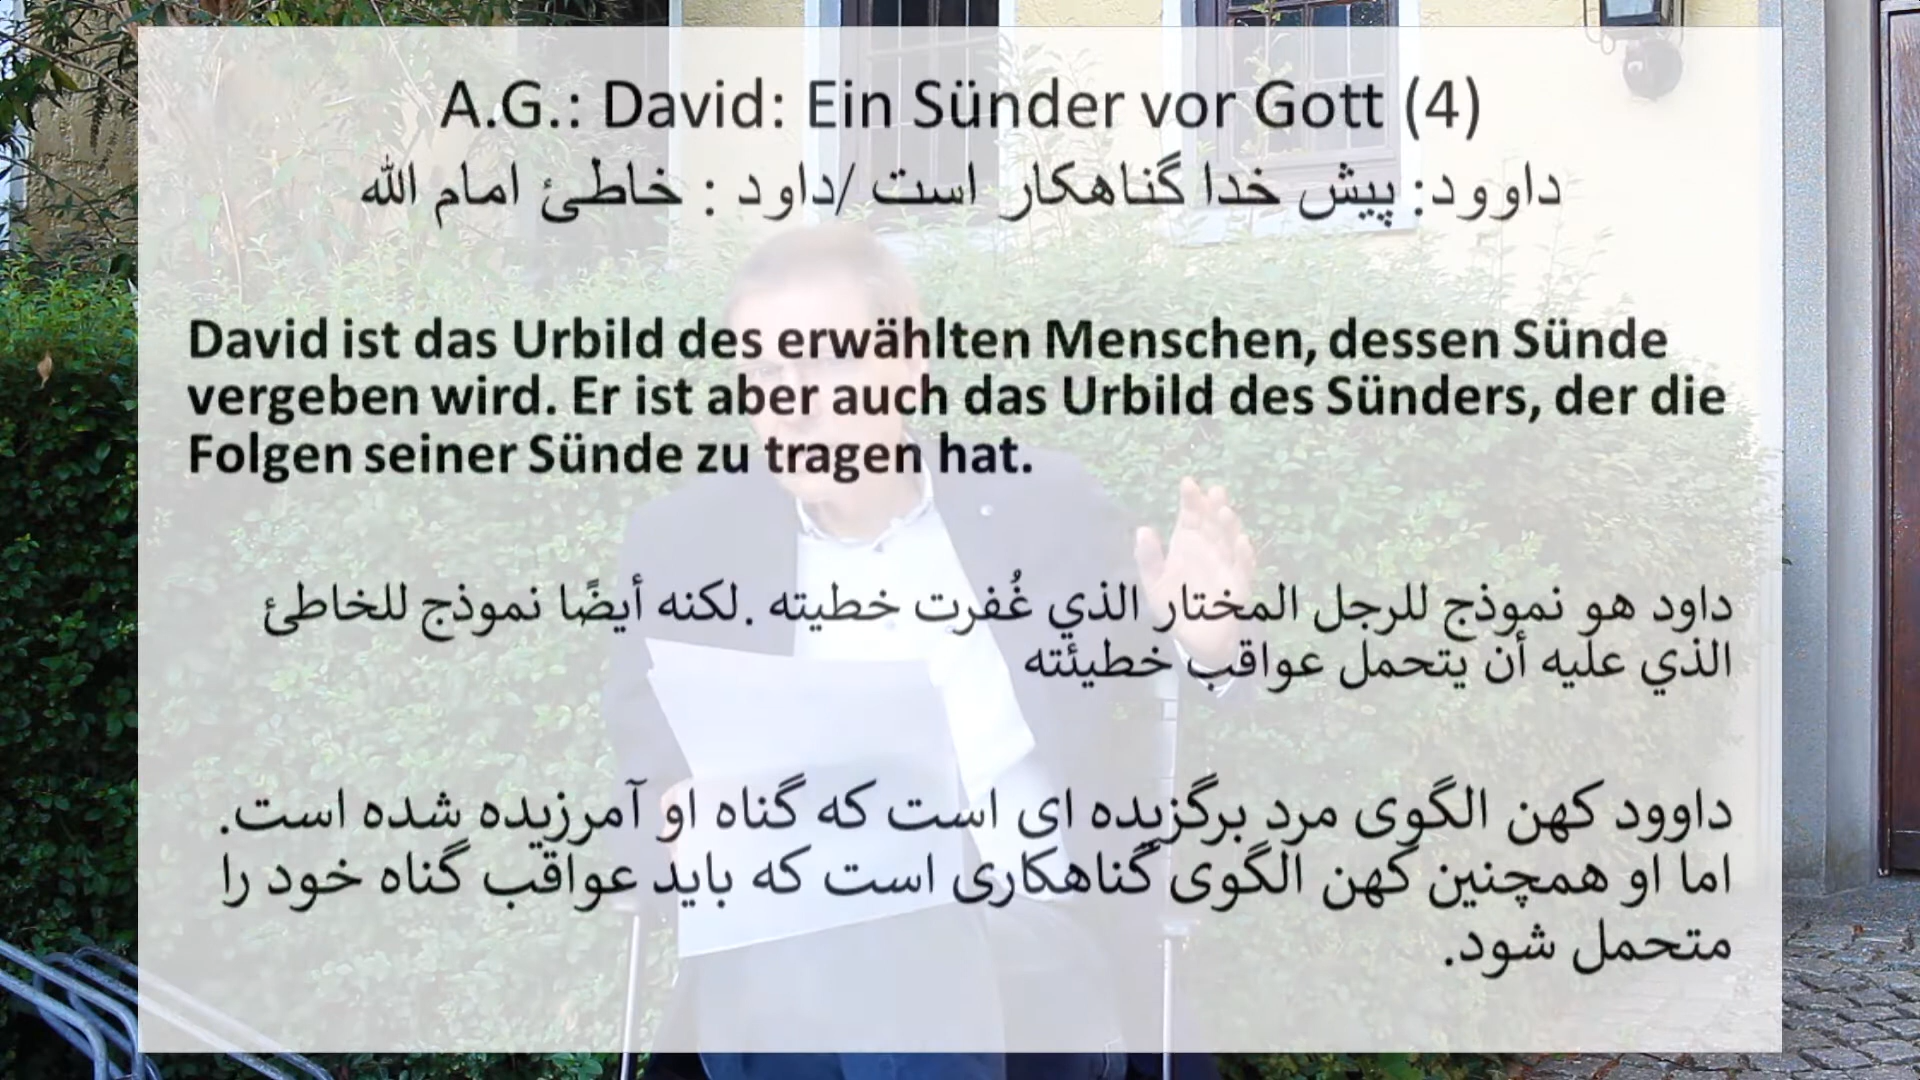 A.G.: David: Ein Sünder vor Gott (4)
داوود: پیش خدا گناهکار است /داود : خاطئ امام الله
David ist das Urbild des erwählten Menschen, dessen Sünde
vergeben wird. Er ist aber auch das Urbild des Sünders, der die
Folgen seiner Sünde zu tragen hat.
داود هو نموذج للرجل المختار الذي غُفرت خطيته .لكنه أيضًا نموذج للخاطئ
الذي عليه أن يتحمل عواقب خطيئته
داوود کهن الگوی مرد برگزیده ای است که گناه او آمرزیده شده است.
اما او همچنین کهن الگوی گناهکاری است که باید عواقب گناه خود را
متحمل شود.